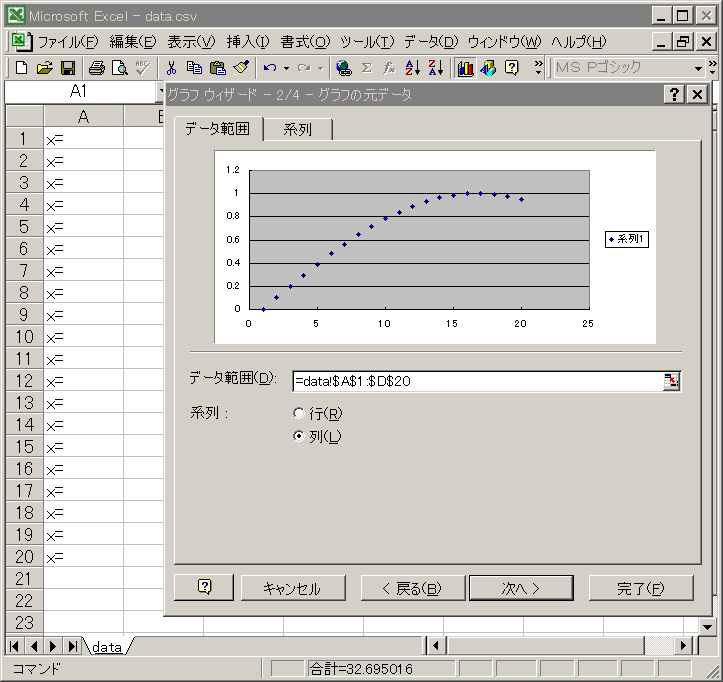 Microsoft Excel - data.csv
ファイル(F) 編集(E) 表示(V) 挿入(I) 書式(O) ツール(T) データ(D) ウィンドウ(W) ヘルプ(H)
ABC Σ fx A Z Z A ? » MS Pゴシック »
A1
グラフ ウィザード - 2/4 - グラフの元データ ?
データ範囲 系列
A
1 x=
2 x=
3 x=
4 x=
5 x=
6 x=
7 x=
8 x=
9 x=
10 x=
11 x=
12 x=
13 x=
14 x=
15 x=
16 x=
17 x=
18 x=
19 x=
20 x=
21
22
23
1.2
1
0.8
0.6
0.4
0.2
0
0 5 10 15 20 25
系列1
データ範囲(D): =data!$A$1:$D$20
系列:
行(R)
列(L)
? キャンセル < 戻る(B) 次へ > 完了(F)
data
コマンド 合計=32.695016